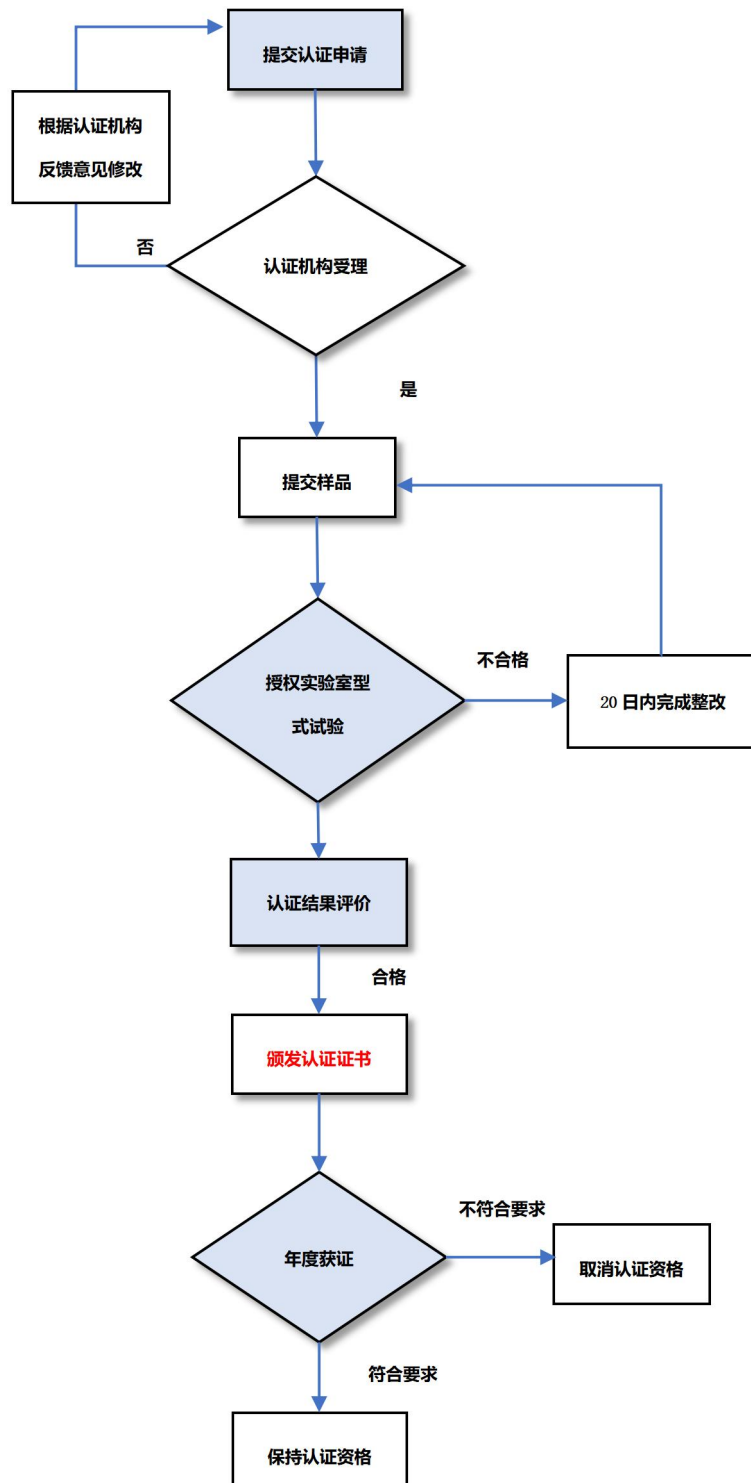 提交认证申请
根据认证机构
反馈意见修改
否
认证机构受理
是
提交样品
不合格
授权实验室型
式试验
20 日内完成整改
认证结果评价
合格
颁发认证证书
不符合要求
年度获证
取消认证资格
符合要求
保持认证资格